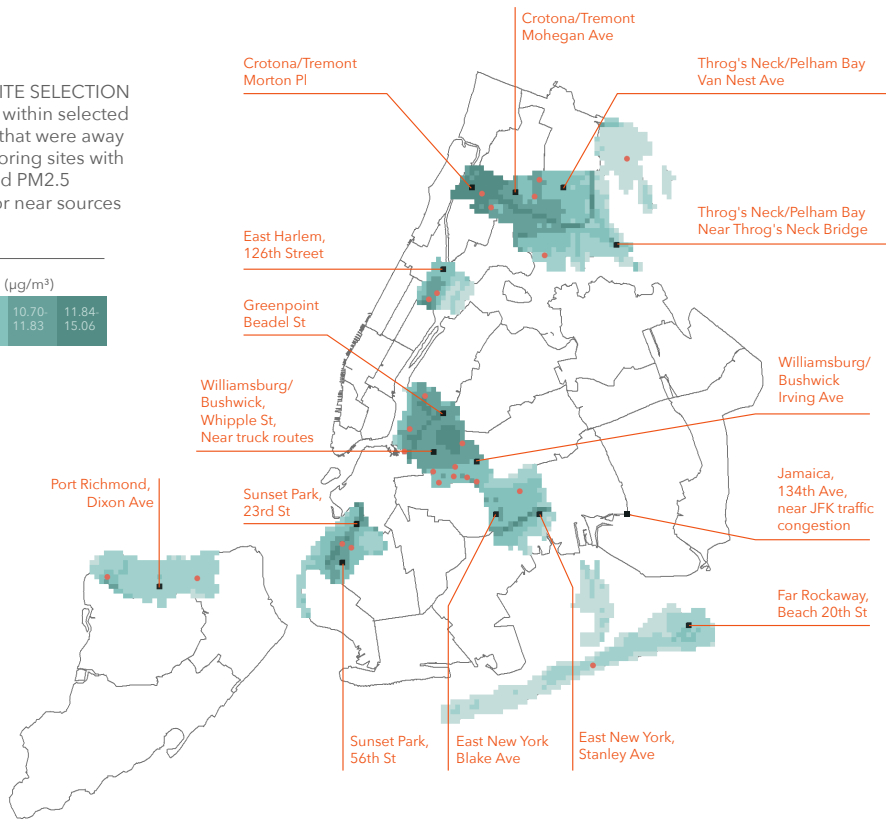 ITE SELECTION
within selected
that were away
oring sites with
d PM2.5
or near sources
(µg/m³)
10.70-
11.83
11.84-
15.06
Crotona/Tremont
Mohegan Ave
Crotona/Tremont
Morton Pl
Throg's Neck/Pelham Bay
Van Nest Ave
Throg's Neck/Pelham Bay
Near Throg's Neck Bridge
East Harlem,
126th Street
Greenpoint
Beadel St
Williamsburg/
Bushwick,
Whipple St,
Near truck routes
Williamsburg/
Bushwick
Irving Ave
Port Richmond,
Dixon Ave
Sunset Park,
23rd St
Jamaica,
134th Ave,
near JFK traffic
congestion
Far Rockaway,
Beach 20th St
Sunset Park,
56th St
East New York
Blake Ave
East New York,
Stanley Ave